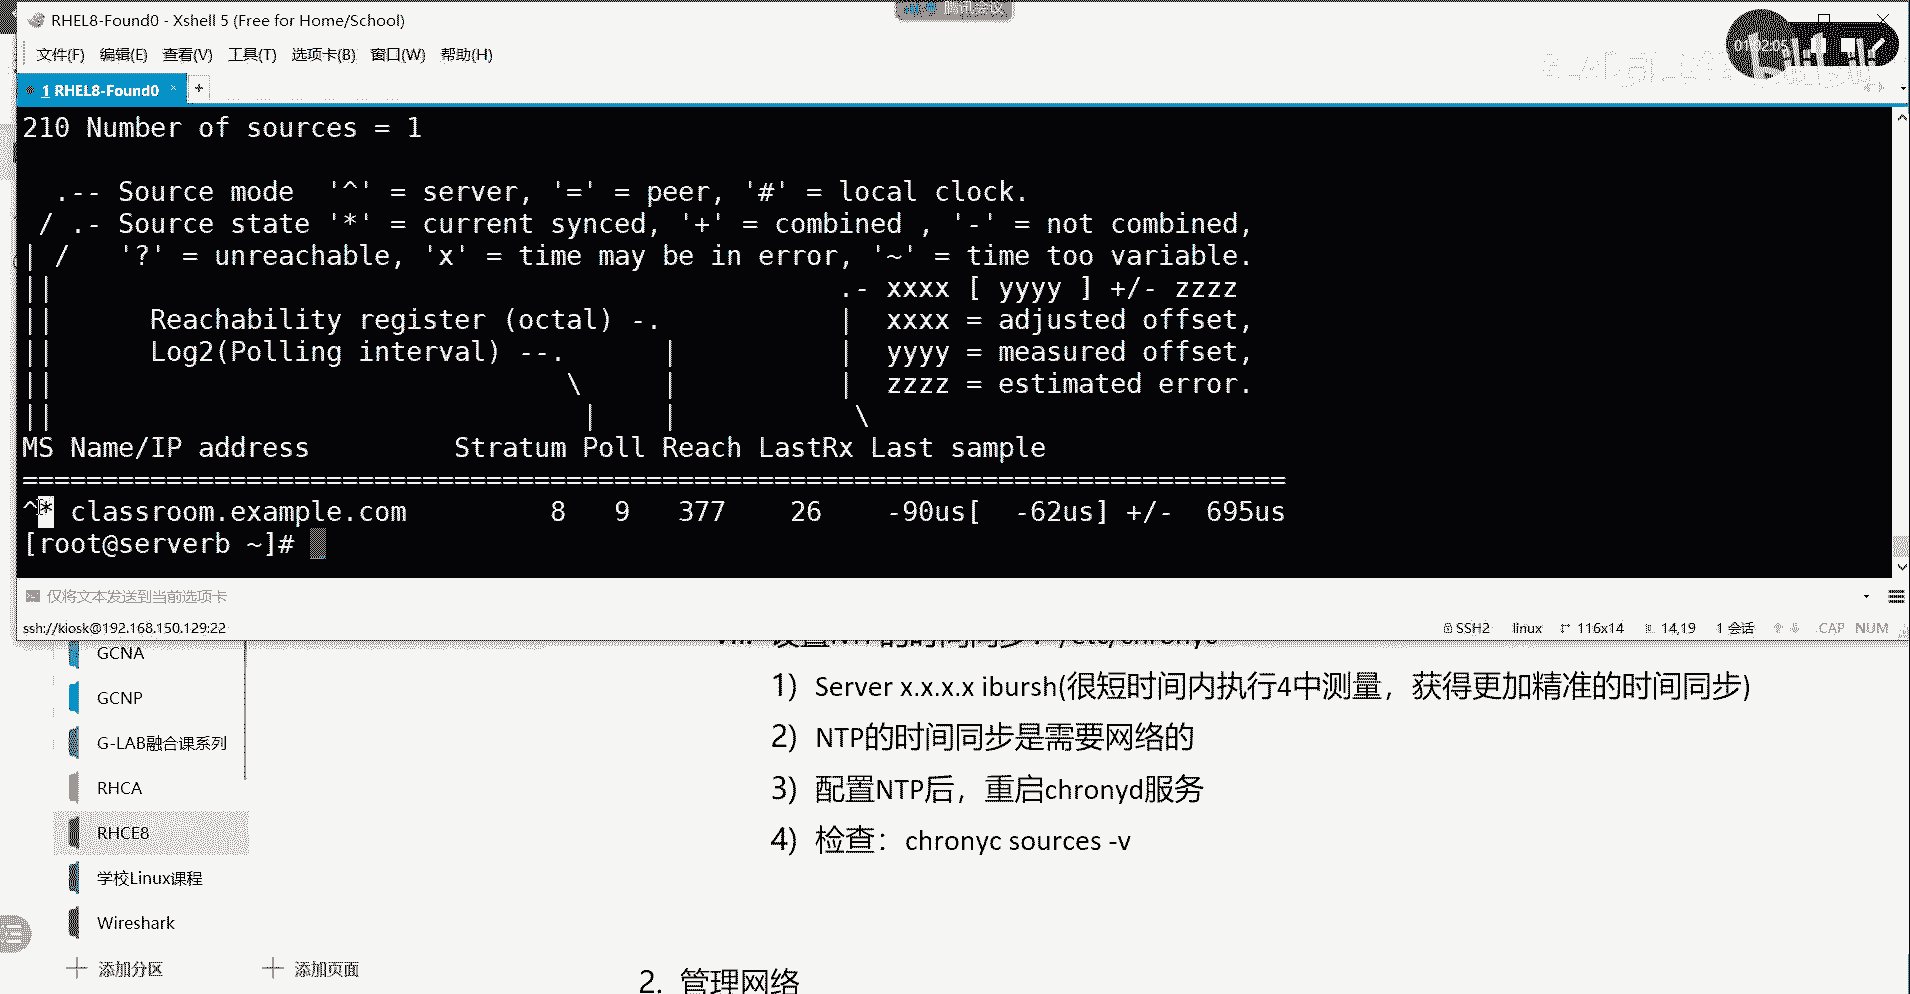 RHEL8-Found0 - Xshell 5 (Free for Home/School)
腾讯会议
01:02:05
文件(F) 编辑(E) 查看(V) 工具(T) 选项卡(B) 窗口(W) 帮助(H)
1 RHEL8-Found0 × +
210 Number of sources = 1
.-- Source mode '^' = server, '=' = peer, '#' = local clock.
/ .- Source state '*' = current synced, '+' = combined , '-' = not combined,
| / '?' = unreachable, 'x' = time may be in error, '~' = time too variable.
|| .- xxxx [ yyyy ] +/- zzzz
|| Reachability register (octal) -. | xxxx = adjusted offset,
|| Log2(Polling interval) --. | | yyyy = measured offset,
|| \ | | zzzz = estimated error.
|| | | \
MS Name/IP address Stratum Poll Reach LastRx Last sample
===============================================================================
^* classroom.example.com 8 9 377 26 -90us[ -62us] +/- 695us
[root@serverb ~]#
仅将文本发送到当前选项卡
ssh://kiosk@192.168.150.129:22 SSH2 linux 116x14 14,19 1 会话 CAP NUM
GCNA
GCNP
G-LAB融合课系列
RHCA
RHCE8
学校Linux课程
Wireshark
添加分区 添加页面
1) Server x.x.x.x ibursh(很短时间内执行4中测量，获得更加精准的时间同步)
2) NTP的时间同步是需要网络的
3) 配置NTP后，重启chronyd服务
4) 检查：chronyc sources -v
2. 管理网络